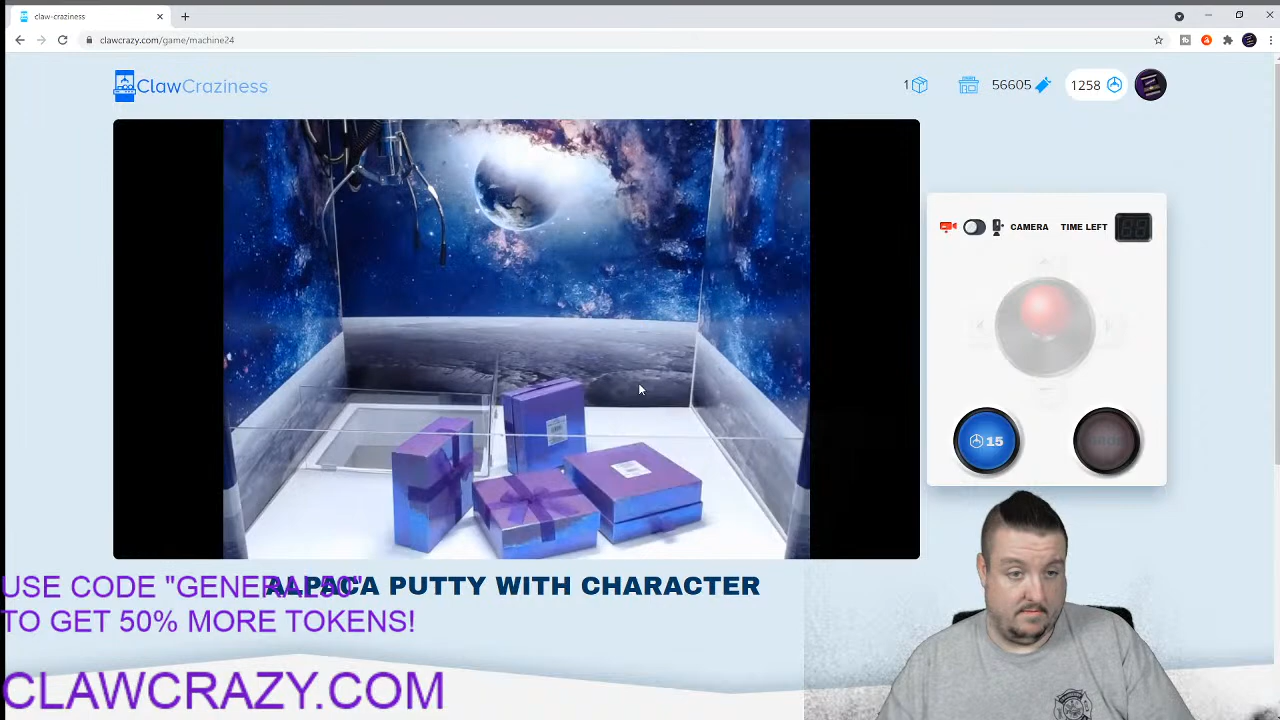 claw-craziness
clawcrazy.com/game/machine24
ClawCraziness
1
56605
1258
CAMERA
TIME LEFT
15
ALPACA PUTTY WITH CHARACTER
USE CODE "GENERAL50"
TO GET 50% MORE TOKENS!
CLAWCRAZY.COM